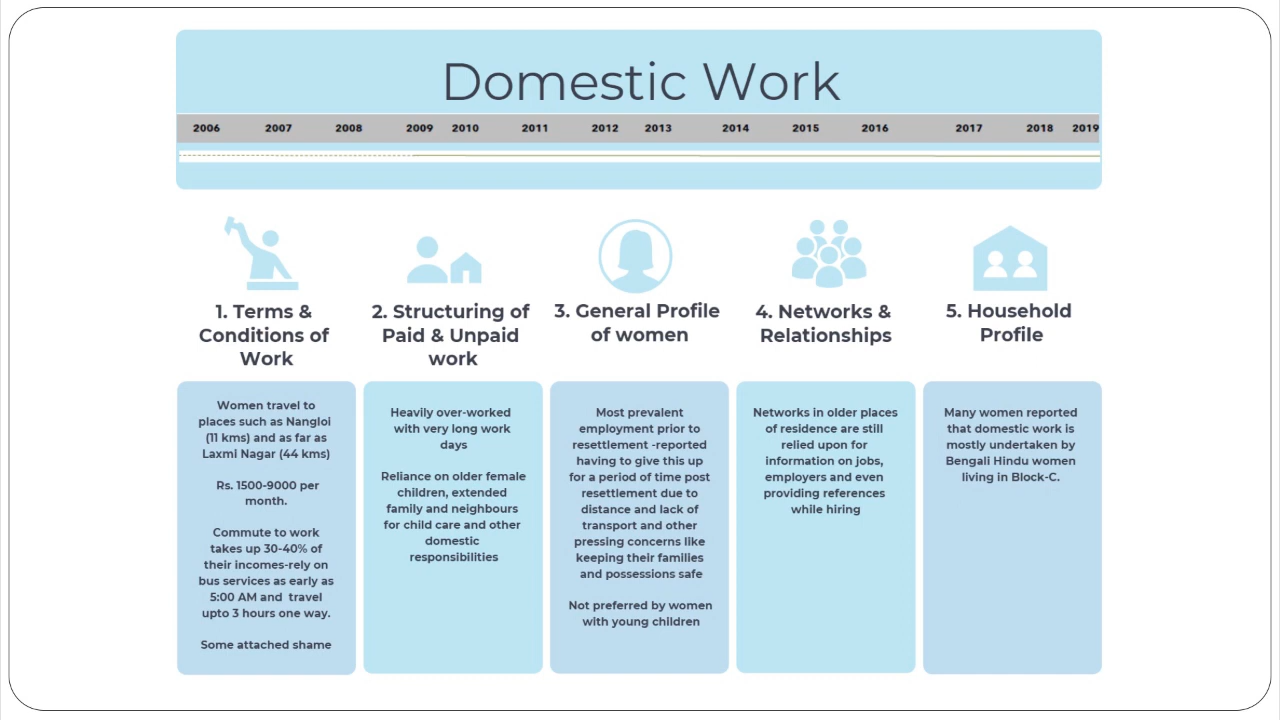 Domestic Work
2006 2007 2008 2009 2010 2011 2012 2013 2014 2015 2016 2017 2018 2019
1. Terms &
Conditions of
Work
Women travel to
places such as Nangloi
(11 kms) and as far as
Laxmi Nagar (44 kms)
Rs. 1500-9000 per
month.
Commute to work
takes up 30-40% of
their incomes-rely on
bus services as early as
5:00 AM and travel
upto 3 hours one way.
Some attached shame
2. Structuring of
Paid & Unpaid
work
Heavily over-worked
with very long work
days
Reliance on older female
children, extended
family and neighbours
for child care and other
domestic
responsibilities
3. General Profile
of women
Most prevalent
employment prior to
resettlement -reported
having to give this up
for a period of time post
resettlement due to
distance and lack of
transport and other
pressing concerns like
keeping their families
and possessions safe
Not preferred by women
with young children
4. Networks &
Relationships
Networks in older places
of residence are still
relied upon for
information on jobs,
employers and even
providing references
while hiring
5. Household
Profile
Many women reported
that domestic work is
mostly undertaken by
Bengali Hindu women
living in Block-C.